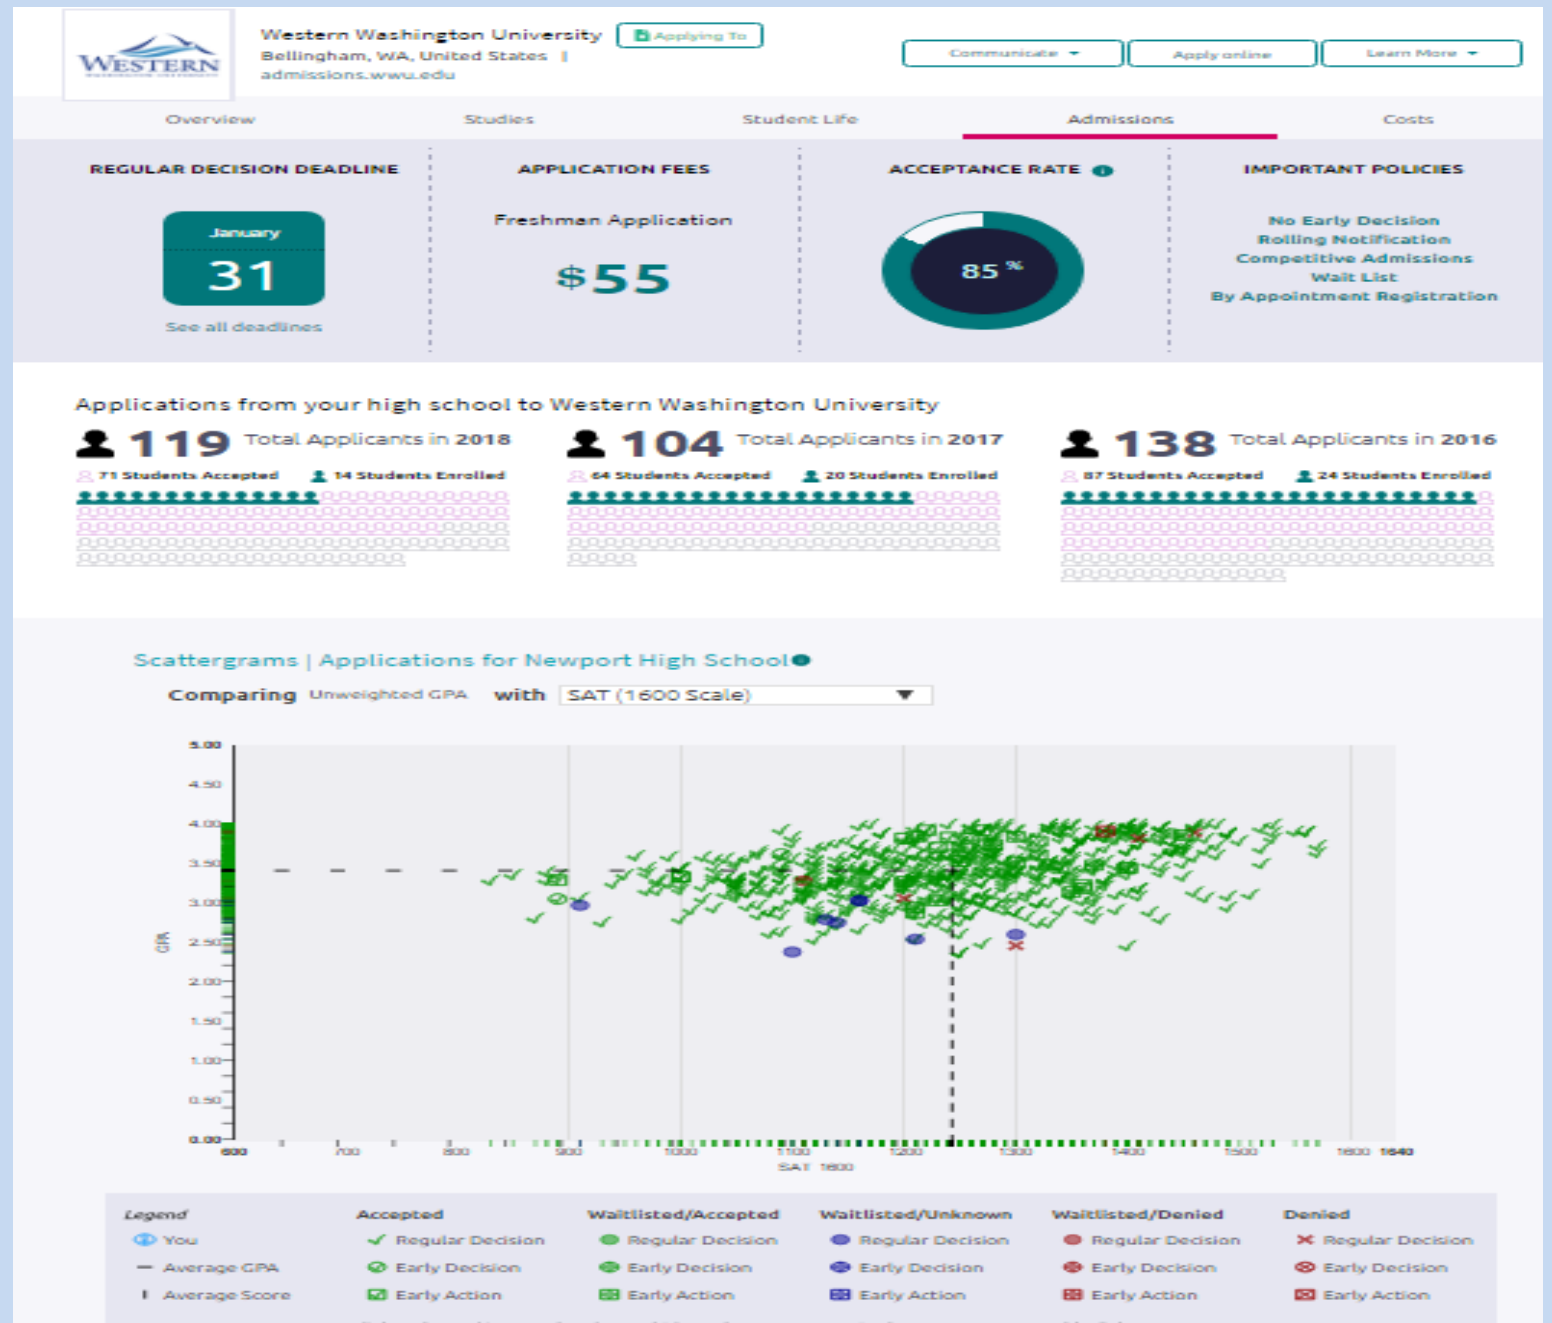 WESTERN
Western Washington University
Applying To
Bellingham, WA, United States |
admissions.wwu.edu
Communicate
Apply online
Learn More
Overview
Studies
Student Life
Admissions
Costs
REGULAR DECISION DEADLINE
January
31
See all deadlines
APPLICATION FEES
Freshman Application
$55
ACCEPTANCE RATE
85 %
IMPORTANT POLICIES
No Early Decision
Rolling Notification
Competitive Admissions
Wait List
By Appointment Registration
Applications from your high school to Western Washington University
119 Total Applicants in 2018
71 Students Accepted 14 Students Enrolled
104 Total Applicants in 2017
64 Students Accepted 20 Students Enrolled
138 Total Applicants in 2016
87 Students Accepted 24 Students Enrolled
Scattergrams | Applications for Newport High School
Comparing Unweighted GPA with SAT (1600 Scale)
5.00
4.50
4.00
3.50
3.00
2.50
2.00
1.50
1.00
0.50
0.00
GPA
600 700 800 900 1000 1100 1200 1300 1400 1500 1600 1640
SAT 1600
Legend
You
Average GPA
Average Score
Accepted
Regular Decision
Early Decision
Early Action
Waitlisted/Accepted
Regular Decision
Early Decision
Early Action
Waitlisted/Unknown
Regular Decision
Early Decision
Early Action
Waitlisted/Denied
Regular Decision
Early Decision
Early Action
Denied
Regular Decision
Early Decision
Early Action